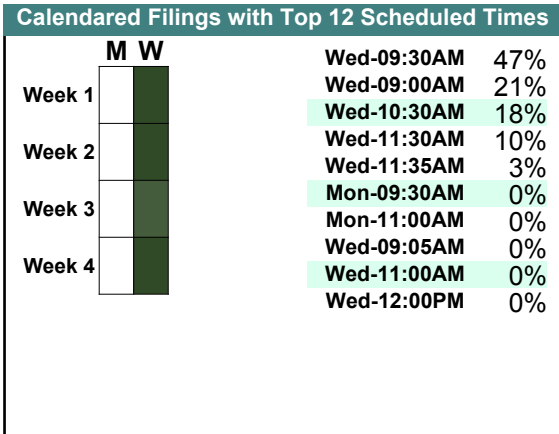 Calendared Filings with Top 12 Scheduled Times
M W
Week 1
Week 2
Week 3
Week 4
Wed-09:30AM 47%
Wed-09:00AM 21%
Wed-10:30AM 18%
Wed-11:30AM 10%
Wed-11:35AM 3%
Mon-09:30AM 0%
Mon-11:00AM 0%
Wed-09:05AM 0%
Wed-11:00AM 0%
Wed-12:00PM 0%